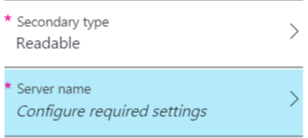 * Secondary type
Readable
* Server name
Configure required settings